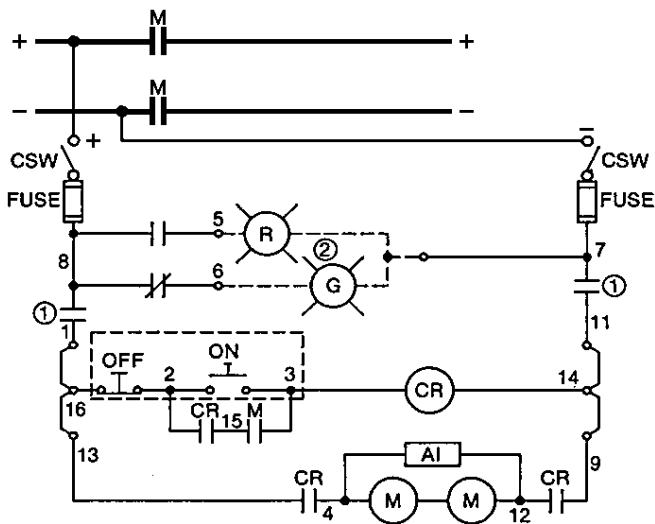 M
+ +
M
− −
+ −
CSW CSW
FUSE FUSE
5
R
8 ② 7
6
G
① ①
1 11
OFF ON
2 3 CR 14
16 CR 15 M
13 AI 9
CR CR
M M
4 12